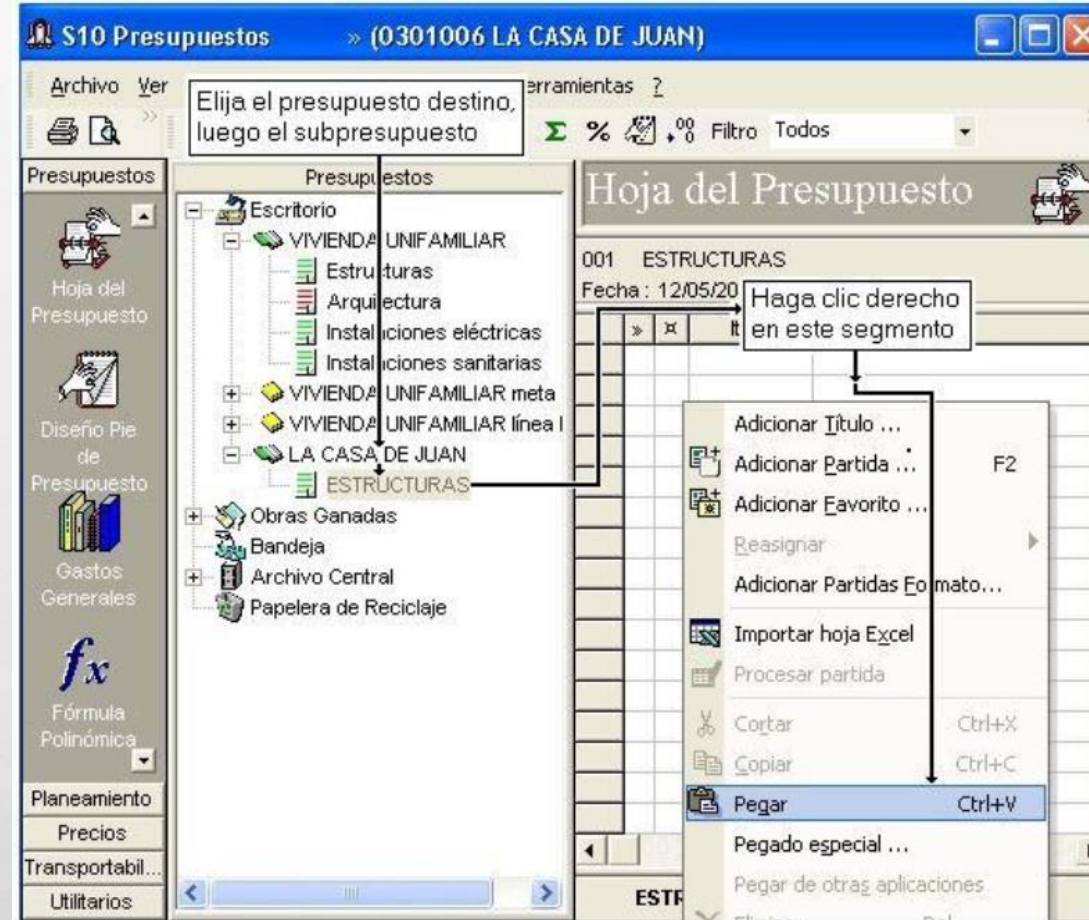 S10 Presupuestos » (0301006 LA CASA DE JUAN)
Archivo Ver erramientas ?
Elija el presupuesto destino,
luego el subpresupuesto
Σ % Filtro Todos
Presupuestos
Hoja del
Presupuesto
Diseño Pie
de
Presupuesto
Gastos
Generales
fx
Fórmula
Polinómica
Planeamiento
Precios
Transportabil...
Utilitarios
Presupuestos
Escritorio
VIVIENDA UNIFAMILIAR
Estructuras
Arquitectura
Instalaciones eléctricas
Instalaciones sanitarias
VIVIENDA UNIFAMILIAR meta
VIVIENDA UNIFAMILIAR línea
LA CASA DE JUAN
ESTRUCTURAS
Obras Ganadas
Bandeja
Archivo Central
Papelera de Reciclaje
Hoja del Presupuesto
001 ESTRUCTURAS
Fecha : 12/05/20
Haga clic derecho
en este segmento
» ¤ It
Adicionar Título ...
Adicionar Partida ... F2
Adicionar Favorito ...
Reasignar
Adicionar Partidas Formato...
Importar hoja Excel
Procesar partida
Cortar Ctrl+X
Copiar Ctrl+C
Pegar Ctrl+V
Pegado especial ...
Pegar de otras aplicaciones
ESTR